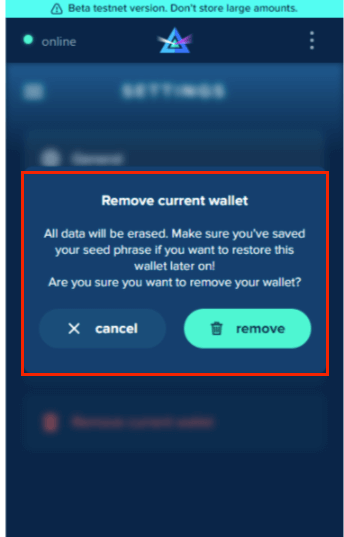 Beta testnet version. Don't store large amounts.
online
SETTINGS
General
Remove current wallet
All data will be erased. Make sure you've saved
your seed phrase if you want to restore this
wallet later on!
Are you sure you want to remove your wallet?
cancel
remove
Remove current wallet